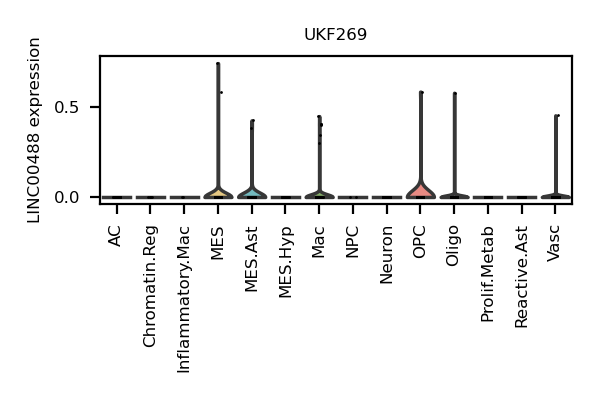 UKF269
LINC00488 expression
0.5
0.0
AC
Chromatin.Reg
Inflammatory.Mac
MES
MES.Ast
MES.Hyp
Mac
NPC
Neuron
OPC
Oligo
Prolif.Metab
Reactive.Ast
Vasc